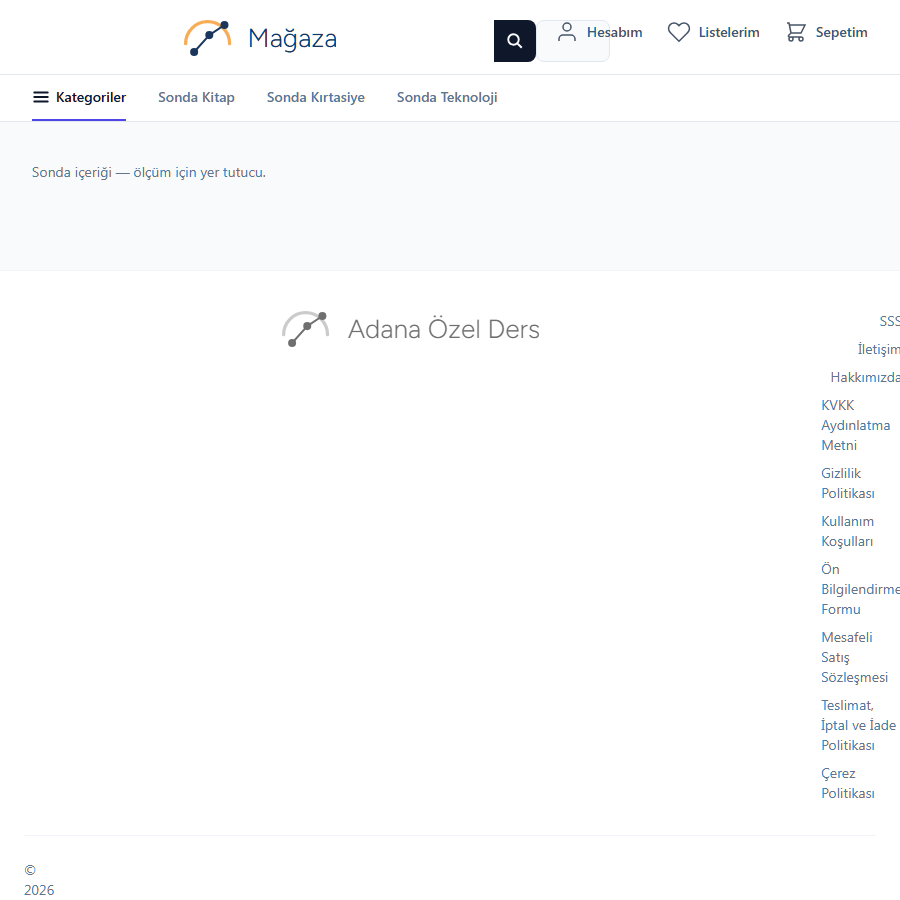 Mağaza
Hesabım
Listelerim
Sepetim
Kategoriler
Sonda Kitap
Sonda Kırtasiye
Sonda Teknoloji
Sonda içeriği — ölçüm için yer tutucu.
Adana Özel Ders
SSS
İletişim
Hakkımızda
KVKK
Aydınlatma
Metni
Gizlilik
Politikası
Kullanım
Koşulları
Ön
Bilgilendirme
Formu
Mesafeli
Satış
Sözleşmesi
Teslimat,
İptal ve İade
Politikası
Çerez
Politikası
©
2026